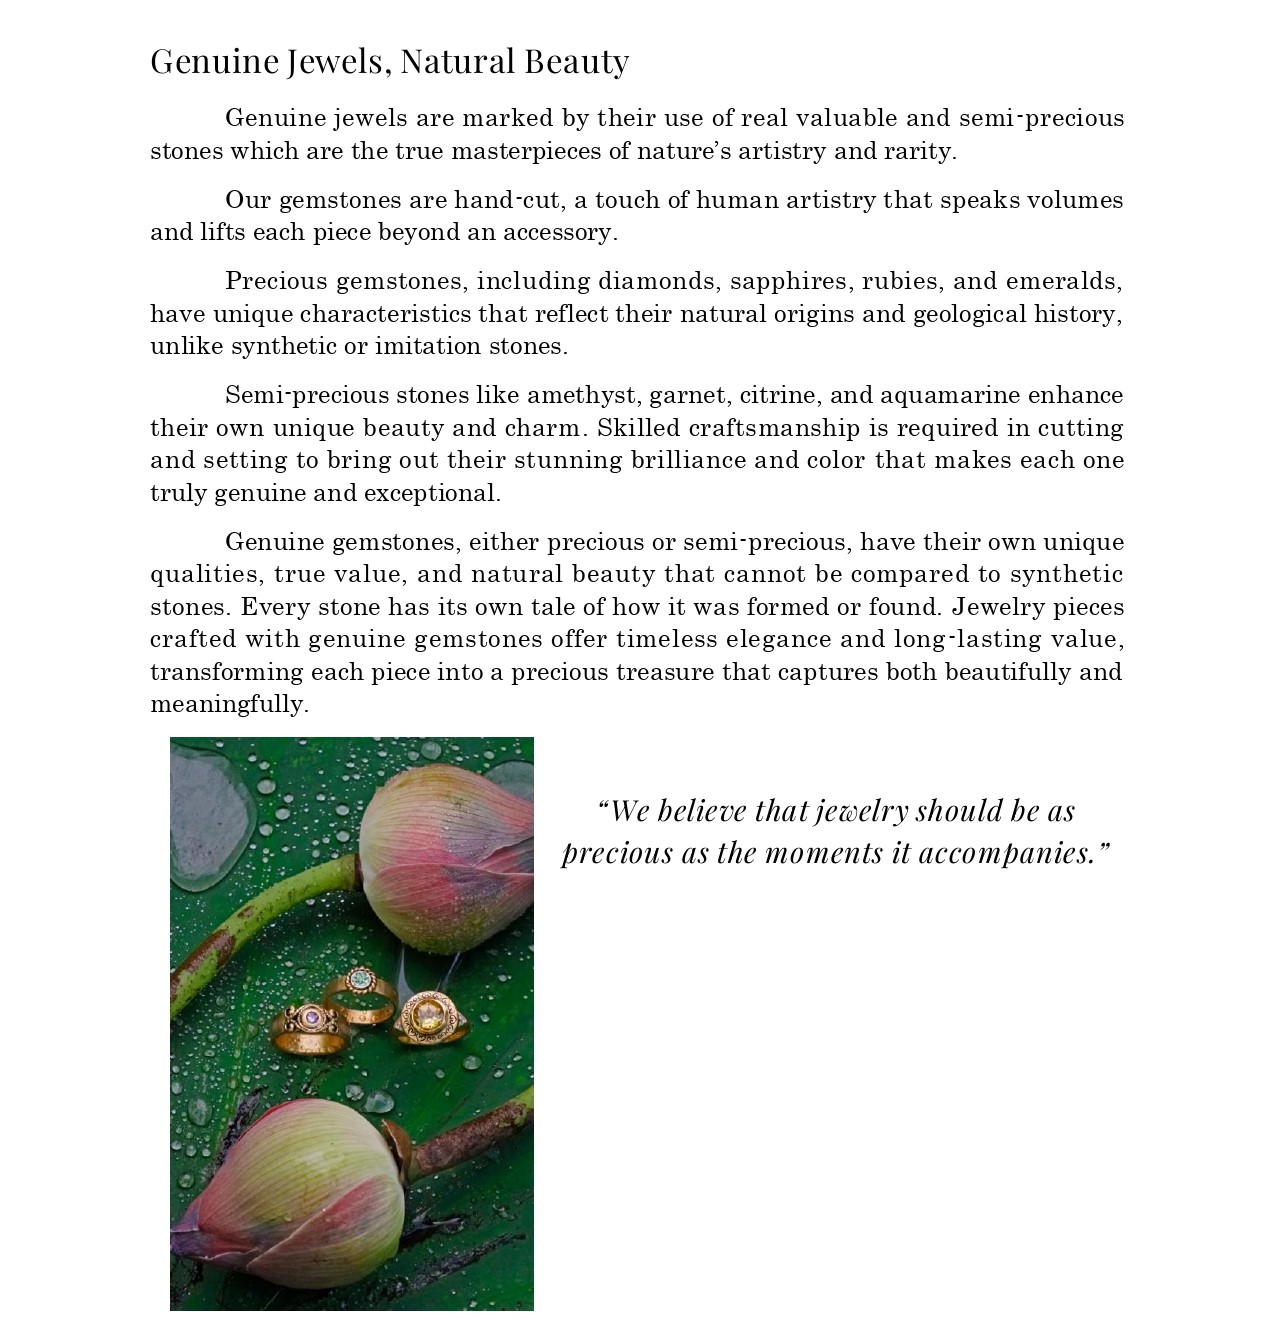 Genuine Jewels, Natural Beauty
Genuine jewels are marked by their use of real valuable and semi-precious
stones which are the true masterpieces of nature’s artistry and rarity.
Our gemstones are hand-cut, a touch of human artistry that speaks volumes
and lifts each piece beyond an accessory.
Precious gemstones, including diamonds, sapphires, rubies, and emeralds,
have unique characteristics that reflect their natural origins and geological history,
unlike synthetic or imitation stones.
Semi-precious stones like amethyst, garnet, citrine, and aquamarine enhance
their own unique beauty and charm. Skilled craftsmanship is required in cutting
and setting to bring out their stunning brilliance and color that makes each one
truly genuine and exceptional.
Genuine gemstones, either precious or semi-precious, have their own unique
qualities, true value, and natural beauty that cannot be compared to synthetic
stones. Every stone has its own tale of how it was formed or found. Jewelry pieces
crafted with genuine gemstones offer timeless elegance and long-lasting value,
transforming each piece into a precious treasure that captures both beautifully and
meaningfully.
“We believe that jewelry should be as
precious as the moments it accompanies.”